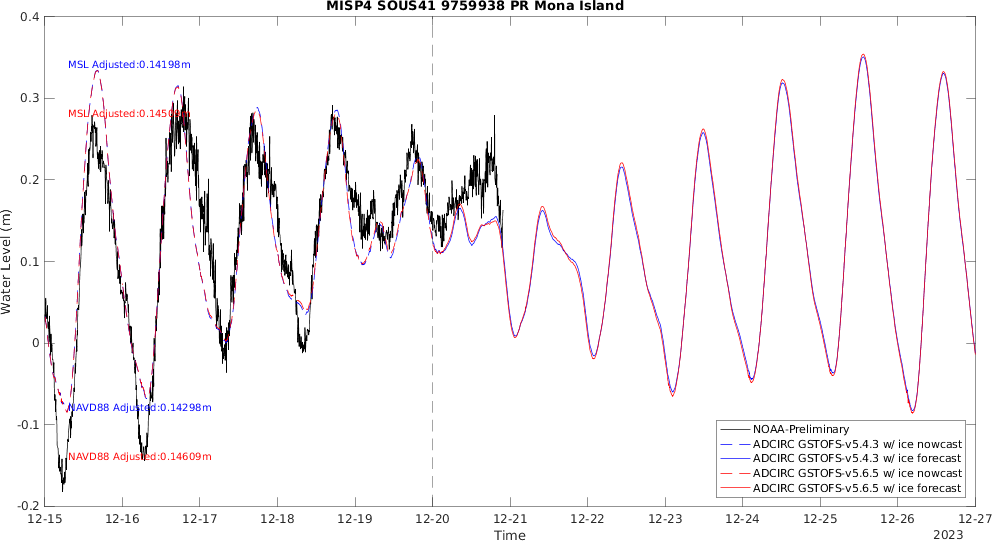 MISP4 SOUS41 9759938 PR Mona Island
0.4
0.3
0.2
0.1
0
-0.1
-0.2
Water Level (m)
MSL Adjusted:0.14198m
MSL Adjusted:
NAVD88 Adjusted:0.14298m
NAVD88 Adjusted:0.14609m
NOAA-Preliminary
ADCIRC GSTOFS-v5.4.3 w/ ice nowcast
ADCIRC GSTOFS-v5.4.3 w/ ice forecast
ADCIRC GSTOFS-v5.6.5 w/ ice nowcast
ADCIRC GSTOFS-v5.6.5 w/ ice forecast
12-15 12-16 12-17 12-18 12-19 12-20 12-21 12-22 12-23 12-24 12-25 12-26 12-27
Time
2023